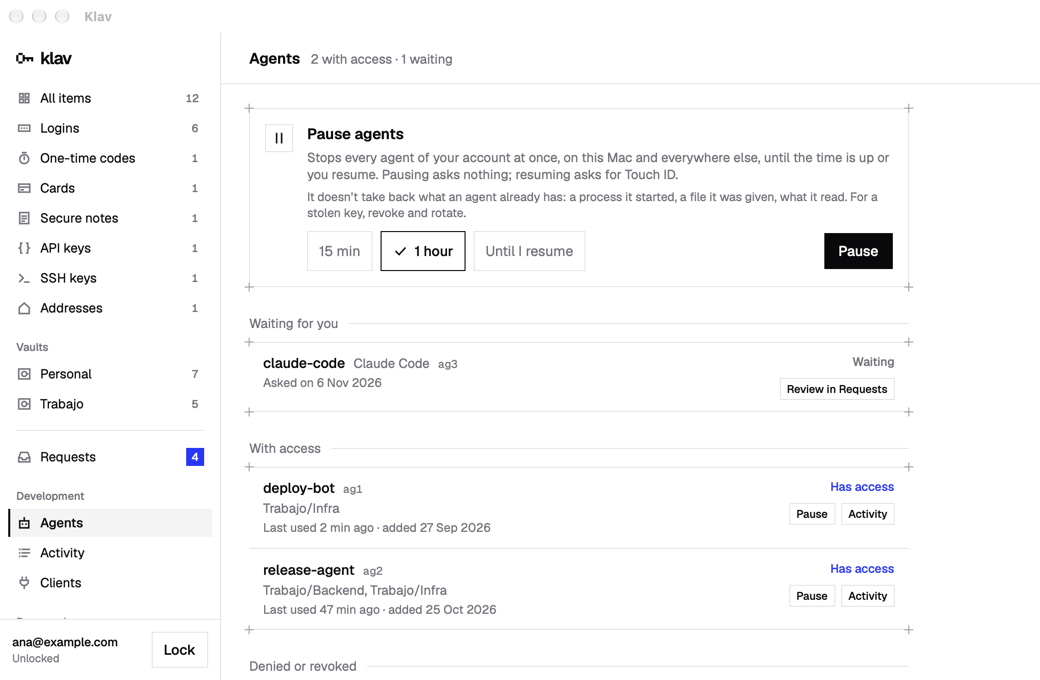 Klav
klav
All items 12
Logins 6
One-time codes 1
Cards 1
Secure notes 1
API keys 1
SSH keys 1
Addresses 1
Vaults
Personal 7
Trabajo 5
Requests 4
Development
Agents
Activity
Clients
ana@example.com
Unlocked
Lock
Agents 2 with access · 1 waiting
Pause agents
Stops every agent of your account at once, on this Mac and everywhere else, until the time is up or
you resume. Pausing asks nothing; resuming asks for Touch ID.
It doesn’t take back what an agent already has: a process it started, a file it was given, what it read. For a
stolen key, revoke and rotate.
15 min 1 hour Until I resume Pause
Waiting for you
claude-code Claude Code ag3 Waiting
Asked on 6 Nov 2026
Review in Requests
With access
deploy-bot ag1 Has access
Trabajo/Infra
Pause Activity
Last used 2 min ago · added 27 Sep 2026
release-agent ag2 Has access
Trabajo/Backend, Trabajo/Infra
Pause Activity
Last used 47 min ago · added 25 Oct 2026
Denied or revoked